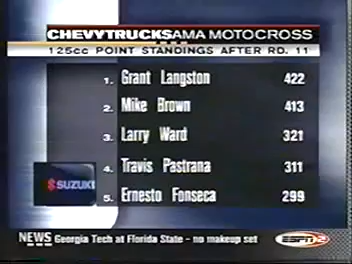 CHEVYTRUCKSAMA MOTOCROSS
125cc POINT STANDINGS AFTER RD. 11
1. Grant Langston 422
2. Mike Brown 413
3. Larry Ward 321
4. Travis Pastrana 311
SUZUKI
5. Ernesto Fonseca 299
NEWS Georgia Tech at Florida State - no makeup set ESPN2